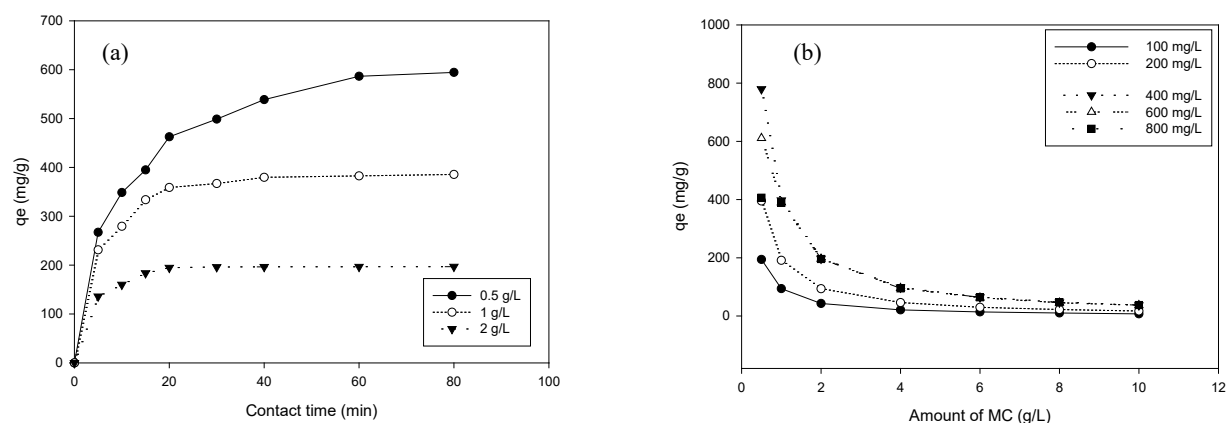 (a)
qe (mg/g)
700
600
500
400
300
200
100
0
0 20 40 60 80 100
Contact time (min)
0.5 g/L
1 g/L
2 g/L
(b)
qe (mg/g)
1000
800
600
400
200
0
0 2 4 6 8 10 12
Amount of MC (g/L)
100 mg/L
200 mg/L
400 mg/L
600 mg/L
800 mg/L